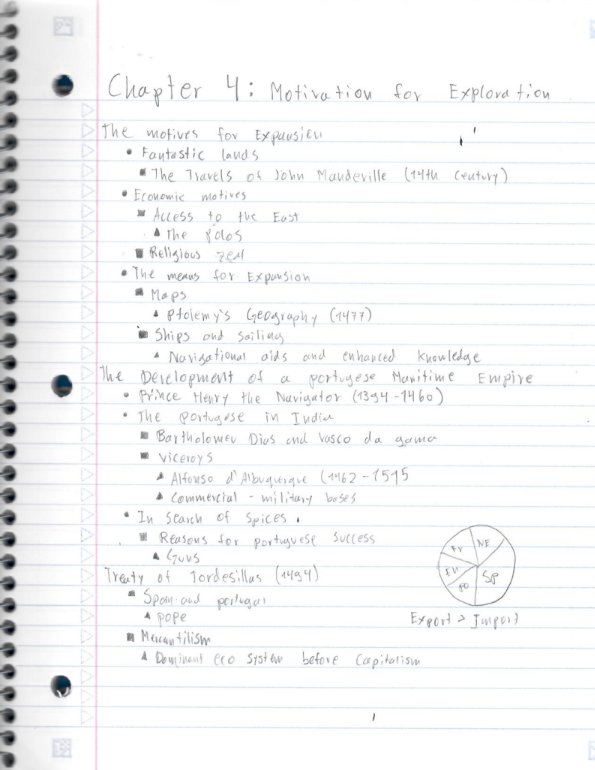 Chapter 4: Motivation for Exploration
The motives for Expansion
• Fantastic lands
■ The Travels of John Mandeville (14th Century)
• Economic motives
■ Access to the East
▲ The Polos
■ Religious zeal
• The means for Expansion
■ Maps
▲ Ptolemy's Geography (1477)
■ Ships and sailing
▲ Navigational aids and enhanced knowledge
The Development of a portugese Maritime Empire
• Prince Henry the Navigator (1394-1460)
• The portugese in India
■ Bartholomew Dias and Vasco da gama
■ Viceroys
▲ Alfonso d'Albuquerque (1462-1515
▲ Commercial - military bases
• In Search of Spices.
■ Reasons for portuguese Success
▲ Guns
Treaty of Tordesillas (1494)
■ Spain and portugal
▲ pope
■ Mercantilism
▲ Dominant eco system before Capitalism
Fr NE
EN SP
PO
Export > Import
1